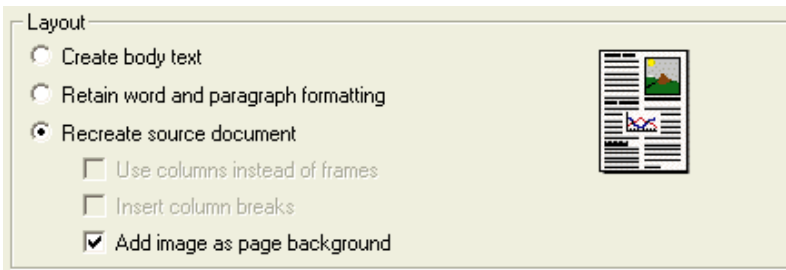 Layout
Create body text
Retain word and paragraph formatting
Recreate source document
Use columns instead of frames
Insert column breaks
Add image as page background